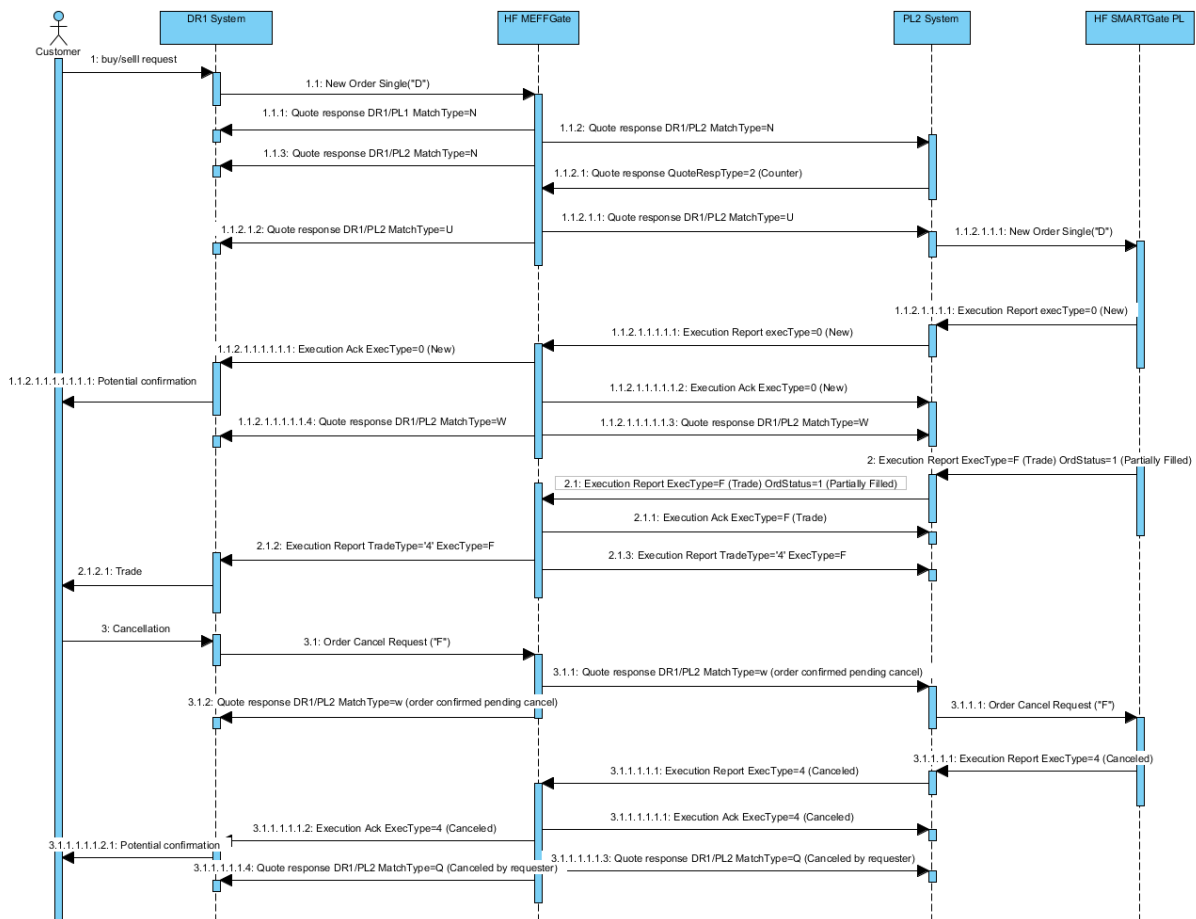 DR1 System
HF MEFFGate
PL2 System
HF SMARTGate PL
Customer
1: buy/selll request
1.1: New Order Single("D")
1.1.1: Quote response DR1/PL1 MatchType=N
1.1.2: Quote response DR1/PL2 MatchType=N
1.1.3: Quote response DR1/PL2 MatchType=N
1.1.2.1: Quote response QuoteRespType=2 (Counter)
1.1.2.1.1: Quote response DR1/PL2 MatchType=U
1.1.2.1.2: Quote response DR1/PL2 MatchType=U
1.1.2.1.1.1: New Order Single("D")
1.1.2.1.1.1.1: Execution Report execType=0 (New)
1.1.2.1.1.1.1.1: Execution Report execType=0 (New)
1.1.2.1.1.1.1.1.1: Execution Ack ExecType=0 (New)
1.1.2.1.1.1.1.1.1.1: Potential confirmation
1.1.2.1.1.1.1.1.2: Execution Ack ExecType=0 (New)
1.1.2.1.1.1.1.1.4: Quote response DR1/PL2 MatchType=W
1.1.2.1.1.1.1.1.3: Quote response DR1/PL2 MatchType=W
2: Execution Report ExecType=F (Trade) OrdStatus=1 (Partially Filled)
2.1: Execution Report ExecType=F (Trade) OrdStatus=1 (Partially Filled)
2.1.1: Execution Ack ExecType=F (Trade)
2.1.2: Execution Report TradeType='4' ExecType=F
2.1.3: Execution Report TradeType='4' ExecType=F
2.1.2.1: Trade
3: Cancellation
3.1: Order Cancel Request ("F")
3.1.1: Quote response DR1/PL2 MatchType=w (order confirmed pending cancel)
3.1.2: Quote response DR1/PL2 MatchType=w (order confirmed pending cancel)
3.1.1.1: Order Cancel Request ("F")
3.1.1.1.1: Execution Report ExecType=4 (Canceled)
3.1.1.1.1.1: Execution Report ExecType=4 (Canceled)
3.1.1.1.1.1.1: Execution Ack ExecType=4 (Canceled)
3.1.1.1.1.1.2: Execution Ack ExecType=4 (Canceled)
3.1.1.1.1.1.2.1: Potential confirmation
3.1.1.1.1.1.3: Quote response DR1/PL2 MatchType=Q (Canceled by requester)
3.1.1.1.1.1.4: Quote response DR1/PL2 MatchType=Q (Canceled by requester)